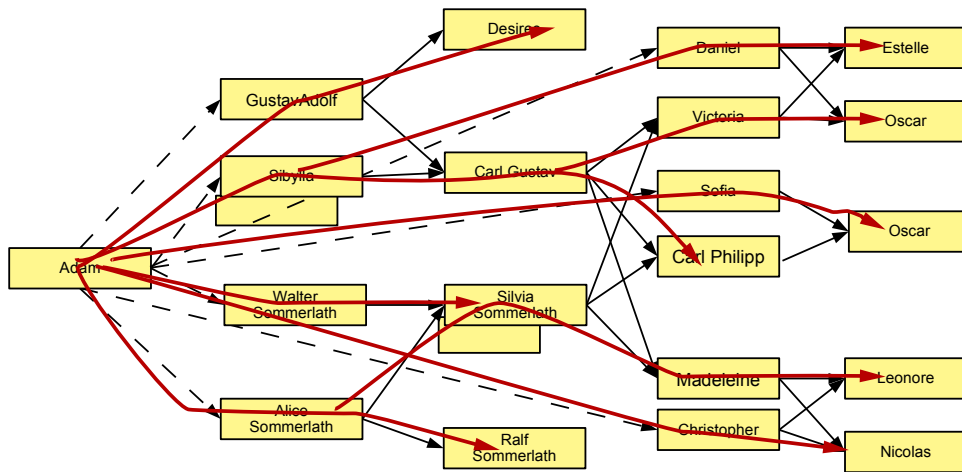 Desiree
Daniel
Estelle
GustavAdolf
Victoria
Oscar
Sibylla
Carl Gustav
Sofia
Oscar
Carl Philipp
Adam
Walter
Sommerlath
Silvia
Sommerlath
Madeleine
Leonore
Alice
Sommerlath
Christopher
Ralf
Sommerlath
Nicolas